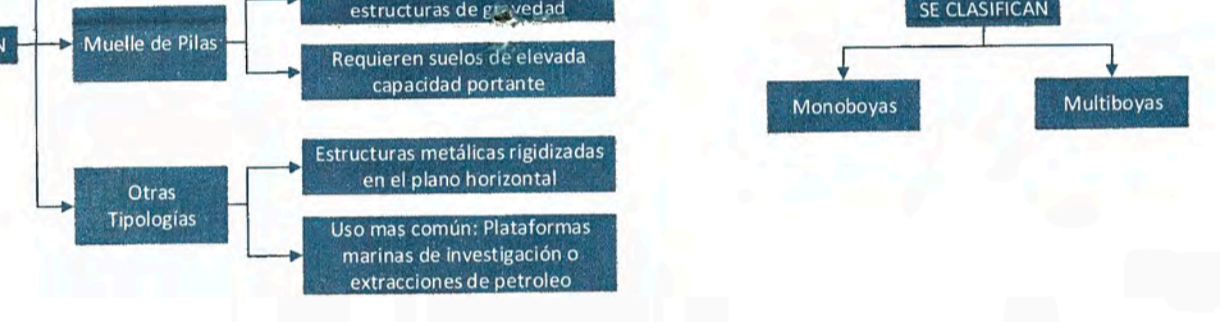 N
Muelle de Pilas
estructuras de gravedad
Requieren suelos de elevada
capacidad portante
Otras
Tipologías
Estructuras metálicas rigidizadas
en el plano horizontal
Uso mas común: Plataformas
marinas de investigación o
extracciones de petroleo
SE CLASIFICAN
Monoboyas
Multiboyas